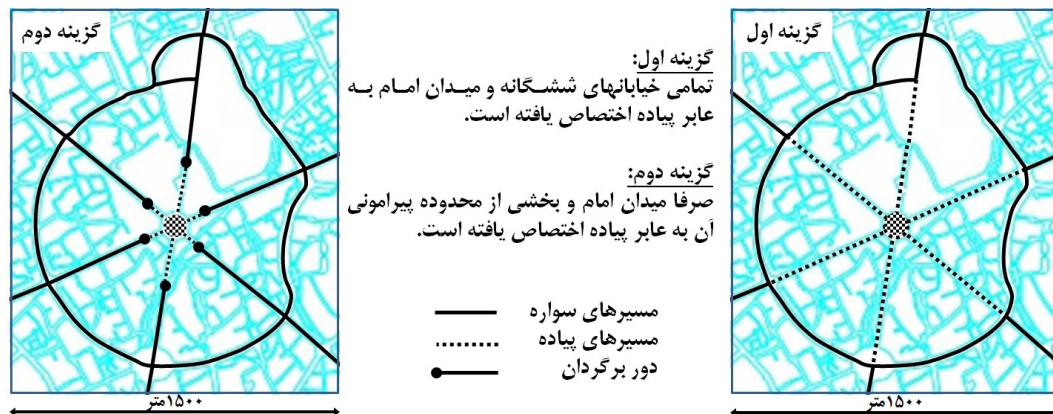 گزینه اول
گزینه اول:
تمامی خیابانهای ششگانه و میدان امام به
عابر پیاده اختصاص یافته است.
گزینه دوم:
صرفا میدان امام و بخشی از محدوده پیرامونی
آن به عابر پیاده اختصاص یافته است.
مسیرهای سواره
مسیرهای پیاده
دور برگردان
گزینه دوم
۱۵۰۰متر
۱۵۰۰متر